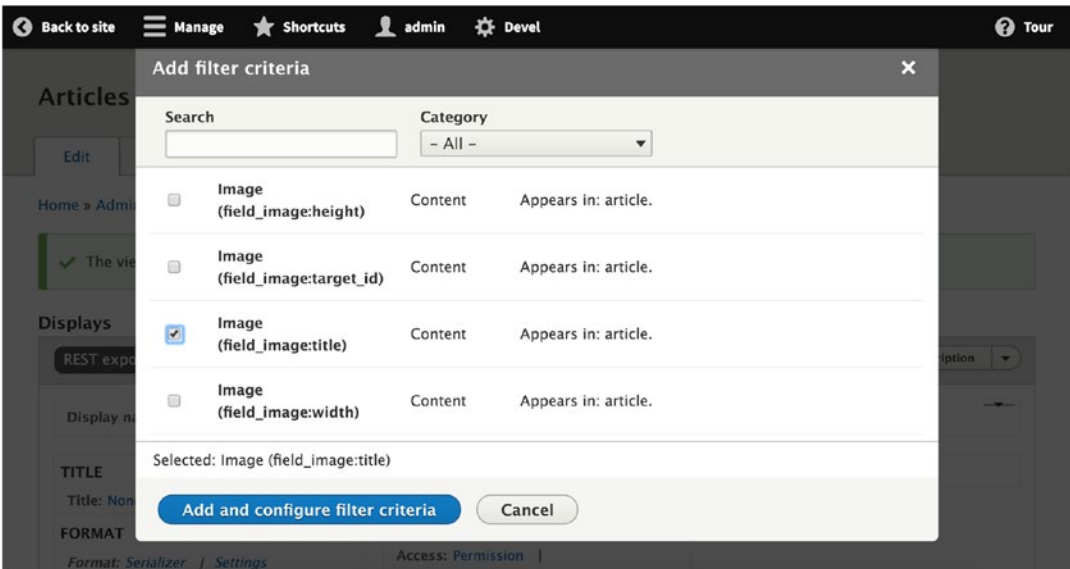 Back to site Manage Shortcuts admin Devel Tour
Add filter criteria
Articles
Search Category
- All -
Edit
Image
(field_image:height) Content Appears in: article.
Home » Admi
Image
(field_image:target_id) Content Appears in: article.
The vie
Image
(field_image:title) Content Appears in: article.
Displays
REST expo ription
Image
(field_image:width) Content Appears in: article.
Display na
Selected: Image (field_image:title)
TITLE
Title: Non
Add and configure filter criteria Cancel
FORMAT
Format: Serializer | Settings Access: Permission |